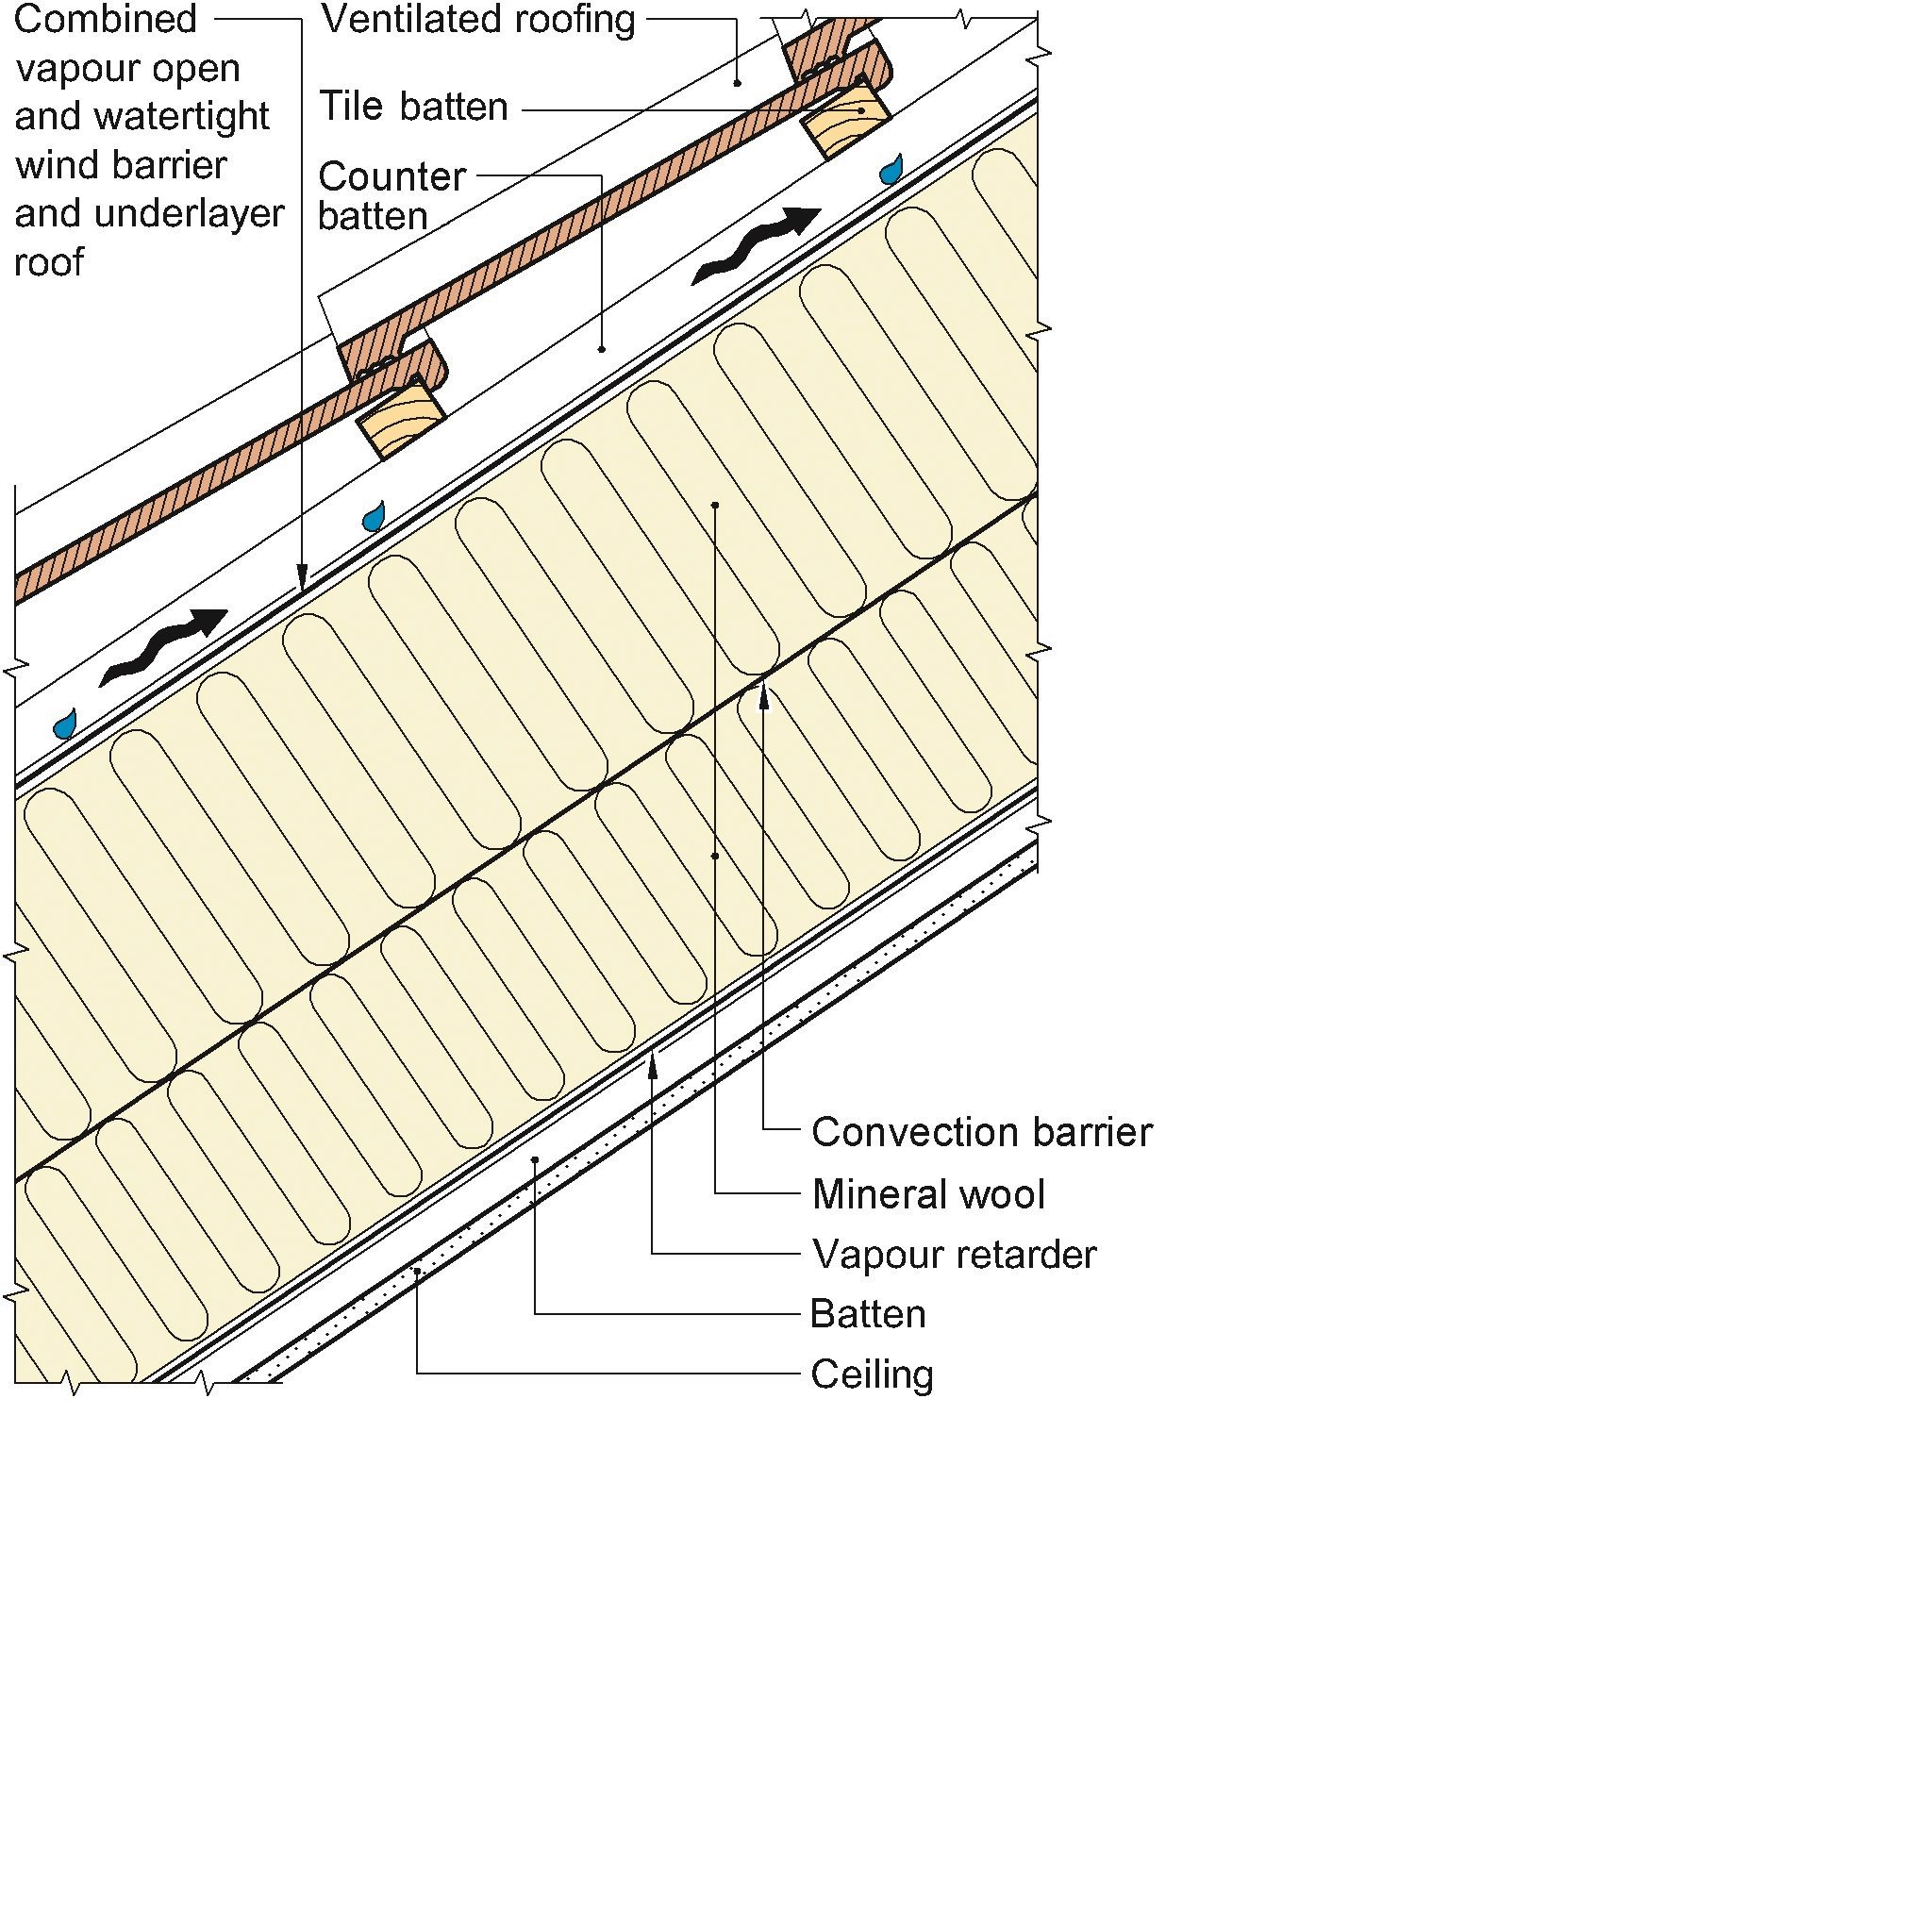 Combined
vapour open
and watertight
wind barrier
and underlayer
roof
Ventilated roofing
Tile batten
Counter
batten
Convection barrier
Mineral wool
Vapour retarder
Batten
Ceiling